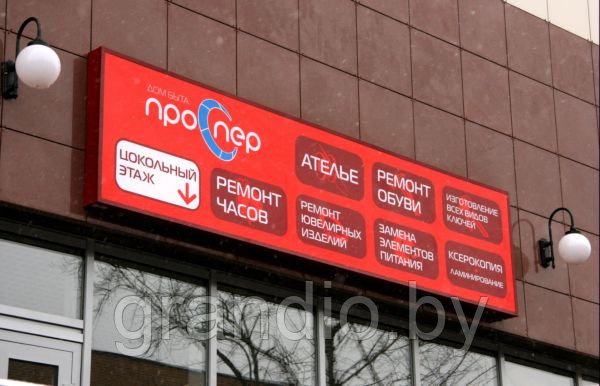 ДОМ БЫТА
ПРОСПЕР
ЦОКОЛЬНЫЙ
ЭТАЖ
РЕМОНТ
ЧАСОВ
АТЕЛЬЕ
РЕМОНТ
ЮВЕЛИРНЫХ
ИЗДЕЛИЙ
РЕМОНТ
ОБУВИ
ЗАМЕНА
ЭЛЕМЕНТОВ
ПИТАНИЯ
ИЗГОТОВЛЕНИЕ
ВСЕХ ВИДОВ
КЛЮЧЕЙ
КСЕРОКОПИЯ
ЛАМИНИРОВАНИЕ
grandio.by